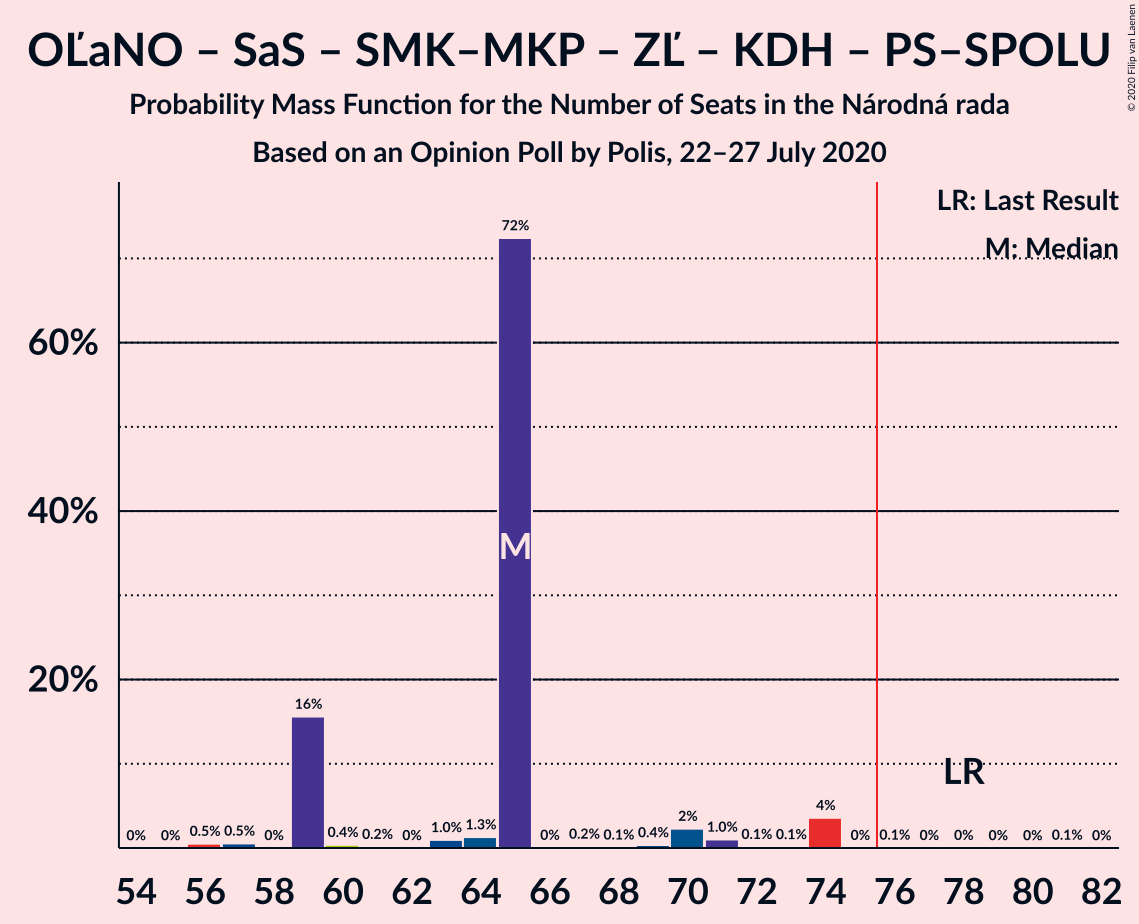 OĽaNO – SaS – SMK–MKP – ZĽ – KDH – PS–SPOLU
Probability Mass Function for the Number of Seats in the Národná rada
Based on an Opinion Poll by Polis, 22–27 July 2020
© 2020 Filip van Laenen
LR: Last Result
M: Median
72%
60%
M
40%
20%
16%
LR
4%
0% 0% 0.5% 0.5% 0% 0.4% 0.2% 0% 1.0% 1.3% 0% 0.2% 0.1% 0.4% 2% 1.0% 0.1% 0.1% 0% 0.1% 0% 0% 0% 0% 0.1% 0%
54 56 58 60 62 64 66 68 70 72 74 76 78 80 82